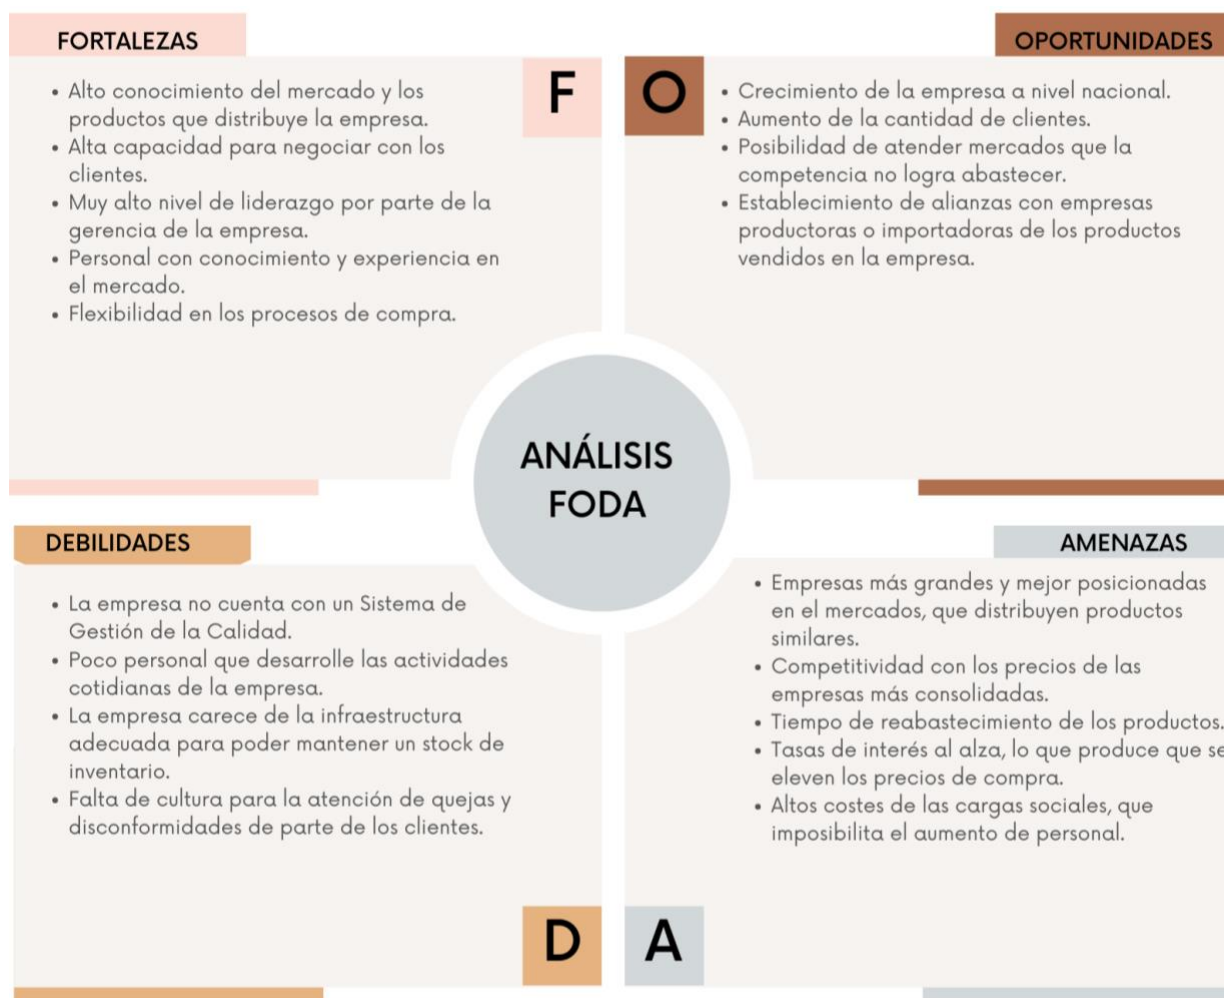 FORTALEZAS
F
• Alto conocimiento del mercado y los
productos que distribuye la empresa.
• Alta capacidad para negociar con los
clientes.
• Muy alto nivel de liderazgo por parte de la
gerencia de la empresa.
• Personal con conocimiento y experiencia en
el mercado.
• Flexibilidad en los procesos de compra.
OPORTUNIDADES
O
• Crecimiento de la empresa a nivel nacional.
• Aumento de la cantidad de clientes.
• Posibilidad de atender mercados que la
competencia no logra abastecer.
• Establecimiento de alianzas con empresas
productoras o importadoras de los productos
vendidos en la empresa.
ANÁLISIS
FODA
DEBILIDADES
• La empresa no cuenta con un Sistema de
Gestión de la Calidad.
• Poco personal que desarrolle las actividades
cotidianas de la empresa.
• La empresa carece de la infraestructura
adecuada para poder mantener un stock de
inventario.
• Falta de cultura para la atención de quejas y
disconformidades de parte de los clientes.
D
AMENAZAS
• Empresas más grandes y mejor posicionadas
en el mercados, que distribuyen productos
similares.
• Competitividad con los precios de las
empresas más consolidadas.
• Tiempo de reabastecimiento de los productos.
• Tasas de interés al alza, lo que produce que se
eleven los precios de compra.
• Altos costes de las cargas sociales, que
imposibilita el aumento de personal.
A